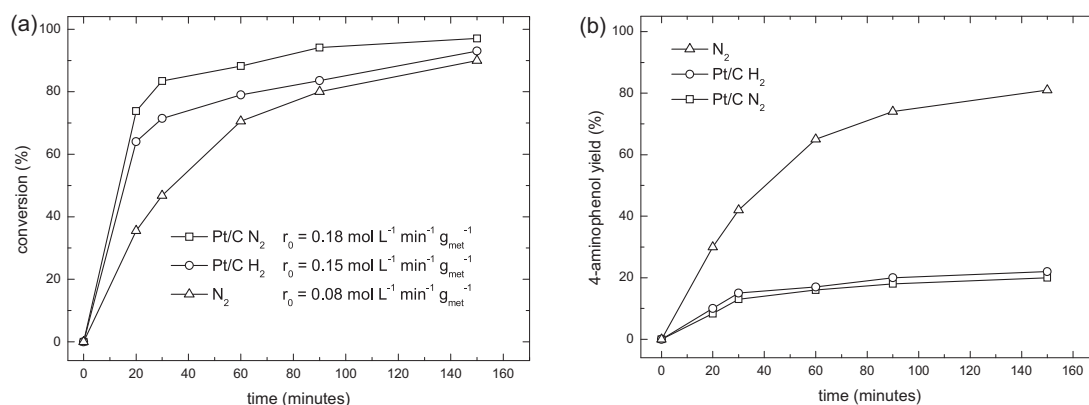 (a)
100
80
60
40
20
0
conversion (%)
Pt/C N₂ r₀ = 0.18 mol L⁻¹ min⁻¹ g_met⁻¹
Pt/C H₂ r₀ = 0.15 mol L⁻¹ min⁻¹ g_met⁻¹
N₂ r₀ = 0.08 mol L⁻¹ min⁻¹ g_met⁻¹
0 20 40 60 80 100 120 140 160
time (minutes)
(b)
100
80
60
40
20
0
4-aminophenol yield (%)
N₂
Pt/C H₂
Pt/C N₂
0 20 40 60 80 100 120 140 160
time (minutes)